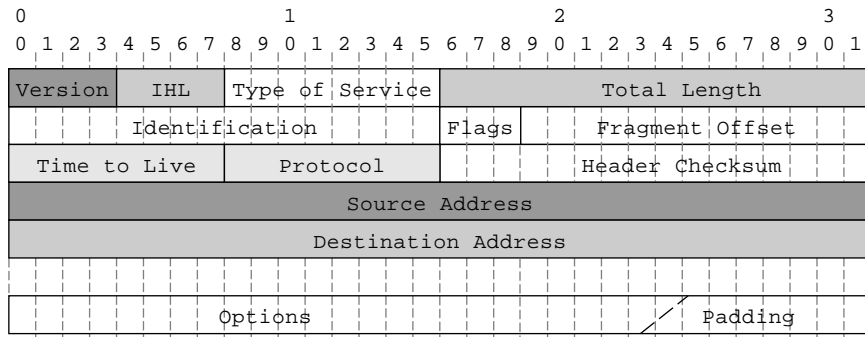 0 1 2 3
0 1 2 3 4 5 6 7 8 9 0 1 2 3 4 5 6 7 8 9 0 1 2 3 4 5 6 7 8 9 0 1
Version IHL Type of Service Total Length
Identification Flags Fragment Offset
Time to Live Protocol Header Checksum
Source Address
Destination Address
Options Padding